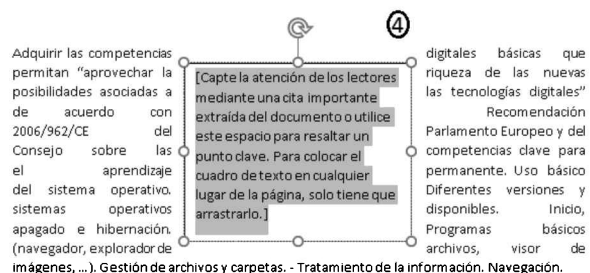 4
Adquirir las competencias digitales básicas que
permitan “aprovechar la riqueza de las nuevas
posibilidades asociadas a las tecnologías digitales”
de acuerdo con Recomendación
2006/962/CE del Parlamento Europeo y del
Consejo sobre las competencias clave para
el aprendizaje permanente. Uso básico
del sistema operativo. Diferentes versiones y
sistemas operativos disponibles. Inicio,
apagado e hibernación. Programas básicos
(navegador, explorador de archivos, visor de
imágenes, ...). Gestión de archivos y carpetas. - Tratamiento de la información. Navegación.
[Capte la atención de los lectores
mediante una cita importante
extraída del documento o utilice
este espacio para resaltar un
punto clave. Para colocar el
cuadro de texto en cualquier
lugar de la página, solo tiene que
arrastrarlo.]